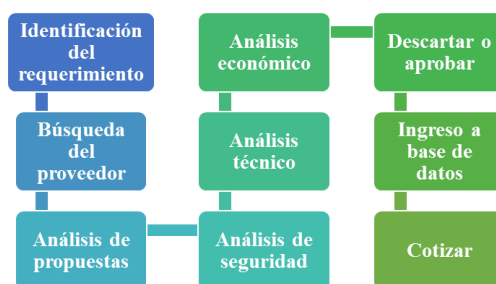 Identificación
del
requerimiento
Búsqueda
del
proveedor
Análisis de
propuestas
Análisis de
seguridad
Análisis
técnico
Análisis
económico
Descartar o
aprobar
Ingreso a
base de
datos
Cotizar